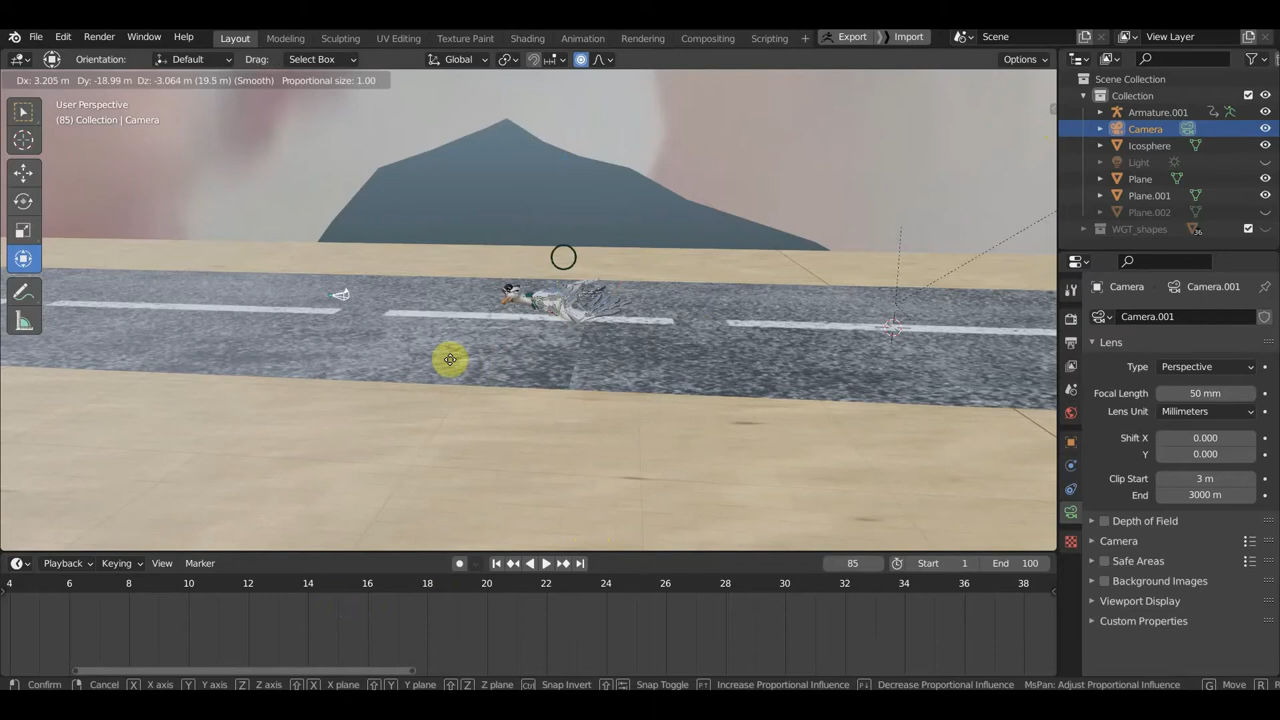 File Edit Render Window Help Layout Modeling Sculpting UV Editing Texture Paint Shading Animation Rendering Compositing Scripting + Export Import Scene View Layer
Orientation: Default Drag: Select Box Global Options
Dx: 3.205 m Dy: -18.99 m Dz: -3.064 m (19.5 m) (Smooth) Proportional size: 1.00
User Perspective
(85) Collection | Camera
Scene Collection
Collection
Armature.001
Camera
Icosphere
Light
Plane
Plane.001
Plane.002
WGT_shapes 36
Camera Camera.001
Camera.001
Lens
Type Perspective
Focal Length 50 mm
Lens Unit Millimeters
Shift X 0.000
Y 0.000
Clip Start 3 m
End 3000 m
Depth of Field
Camera
Safe Areas
Background Images
Viewport Display
Custom Properties
Playback Keying View Marker 85 Start 1 End 100
4 6 8 10 12 14 16 18 20 22 24 26 28 30 32 34 36 38
Confirm Cancel X X axis Y Y axis Z Z axis X X plane Y Y plane Z Z plane Ctrl Snap Invert Snap Toggle Increase Proportional Influence Decrease Proportional Influence MsPan: Adjust Proportional Influence G Move R R